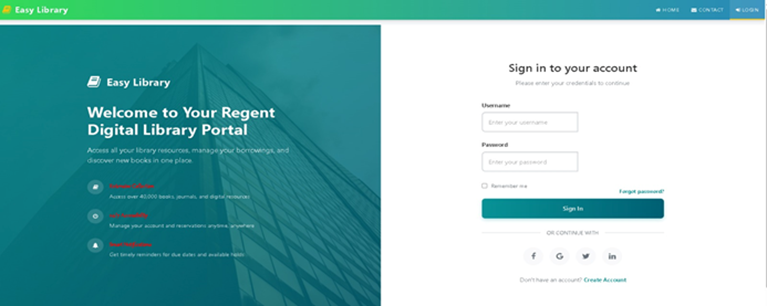 Easy Library
HOME
CONTACT
LOGIN
Easy Library
Welcome to Your Regent
Digital Library Portal
Access all your library resources, manage your borrowings, and
discover new books in one place.
Access over 40,000 books, journals, and digital resources
Manage your account and reservations anytime, anywhere
Get timely reminders for due dates and available holds
Sign in to your account
Please enter your credentials to continue
Username
Enter your username
Password
Enter your password
Remember me
Forgot password?
Sign In
OR CONTINUE WITH
Don't have an account? Create Account